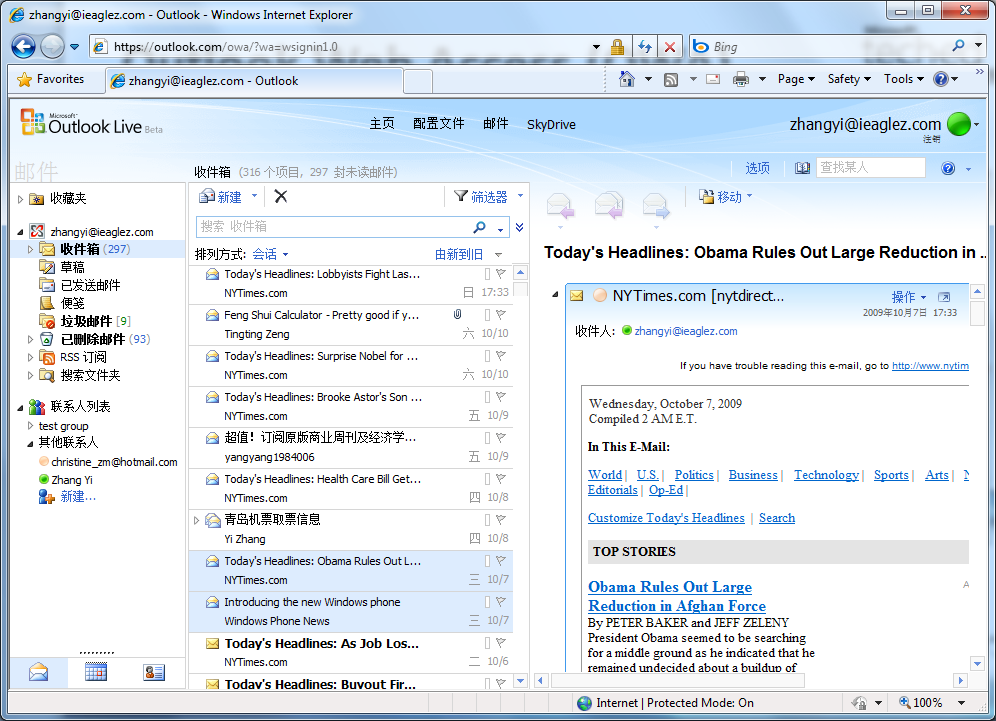 zhangyi@ieaglez.com - Outlook - Windows Internet Explorer
https://outlook.com/owa/?wa=wsignin1.0
Bing
Favorites
zhangyi@ieaglez.com - Outlook
Page
Safety
Tools
Microsoft
Outlook Live Beta
主页 配置文件 邮件 SkyDrive
zhangyi@ieaglez.com
注销
邮件
收件箱 (316 个项目，297 封未读邮件)
选项
查找某人
收藏夹
zhangyi@ieaglez.com
收件箱 (297)
草稿
已发送邮件
便笺
垃圾邮件 [9]
已删除邮件 (93)
RSS 订阅
搜索文件夹
联系人列表
test group
其他联系人
christine_zm@hotmail.com
Zhang Yi
新建...
新建
筛选器
搜索 收件箱
排列方式: 会话 由新到旧
Today's Headlines: Lobbyists Fight Las...
NYTimes.com 日 17:33
Feng Shui Calculator - Pretty good if y...
Tingting Zeng 六 10/10
Today's Headlines: Surprise Nobel for ...
NYTimes.com 六 10/10
Today's Headlines: Brooke Astor's Son ...
NYTimes.com 五 10/9
超值！订阅原版商业周刊及经济学...
yangyang1984006 五 10/9
Today's Headlines: Health Care Bill Get...
NYTimes.com 四 10/8
青岛机票取票信息
Yi Zhang 四 10/8
Today's Headlines: Obama Rules Out L...
NYTimes.com 三 10/7
Introducing the new Windows phone
Windows Phone News 三 10/7
Today's Headlines: As Job Los...
NYTimes.com 二 10/6
Today's Headlines: Buyout Fir...
移动
Today's Headlines: Obama Rules Out Large Reduction in ..
NYTimes.com [nytdirect...
操作
2009年10月7日 17:33
收件人: zhangyi@ieaglez.com
If you have trouble reading this e-mail, go to http://www.nytim
Wednesday, October 7, 2009
Compiled 2 AM E.T.
In This E-Mail:
World | U.S. | Politics | Business | Technology | Sports | Arts | N
Editorials | Op-Ed |
Customize Today's Headlines | Search
TOP STORIES
Obama Rules Out Large
Reduction in Afghan Force
A
By PETER BAKER and JEFF ZELENY
President Obama seemed to be searching
for a middle ground as he indicated that he
remained undecided about a buildup of
Internet | Protected Mode: On
100%